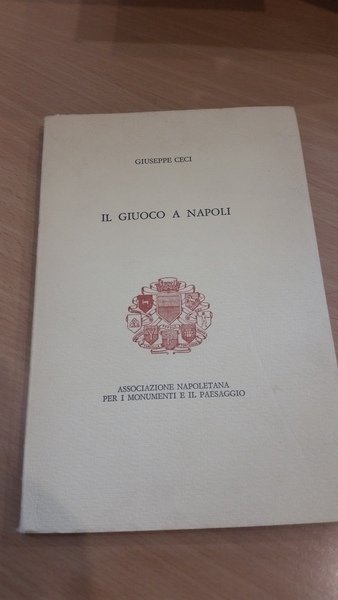 GIUSEPPE CECI
IL GIUOCO A NAPOLI
ASSOCIAZIONE NAPOLETANA
PER I MONUMENTI E IL PAESAGGIO